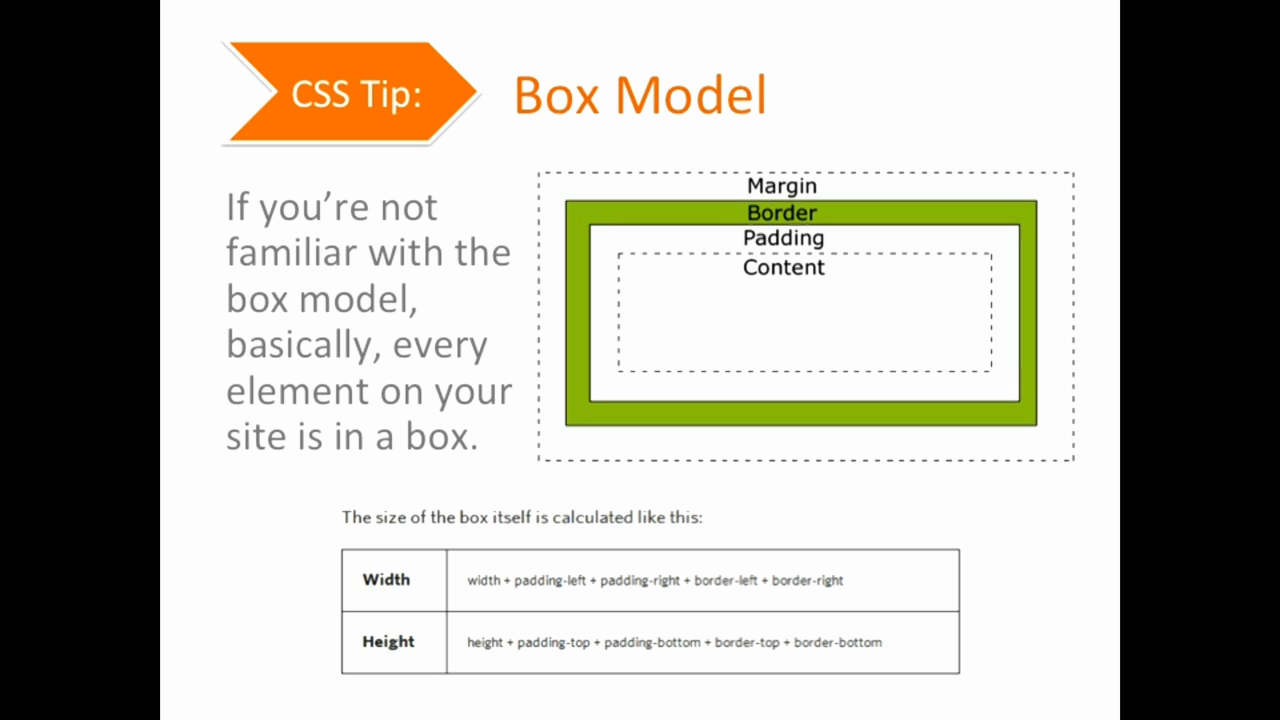 CSS Tip:
Box Model
If you’re not
familiar with the
box model,
basically, every
element on your
site is in a box.
Margin
Border
Padding
Content
The size of the box itself is calculated like this:
Width
width + padding-left + padding-right + border-left + border-right
Height
height + padding-top + padding-bottom + border-top + border-bottom